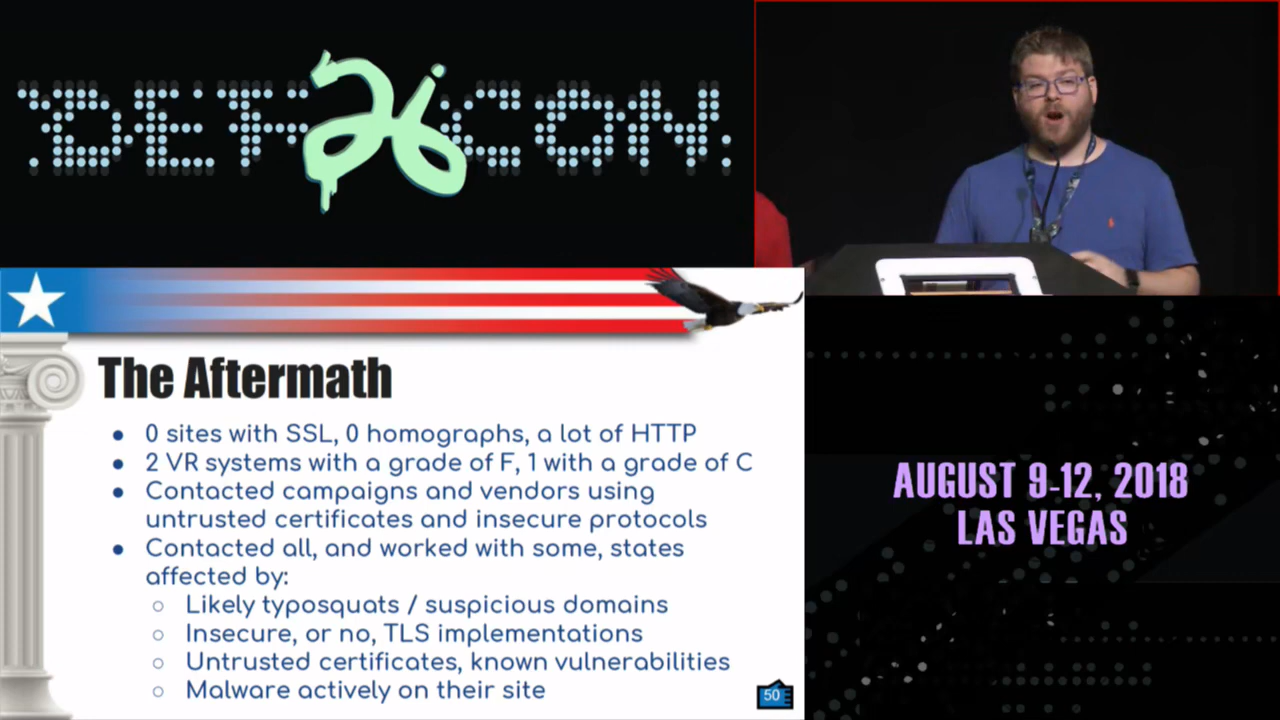 DEF 26 CON
The Aftermath
● 0 sites with SSL, 0 homographs, a lot of HTTP
● 2 VR systems with a grade of F, 1 with a grade of C
● Contacted campaigns and vendors using
untrusted certificates and insecure protocols
● Contacted all, and worked with some, states
affected by:
○ Likely typosquats / suspicious domains
○ Insecure, or no, TLS implementations
○ Untrusted certificates, known vulnerabilities
○ Malware actively on their site
50
AUGUST 9-12, 2018
LAS VEGAS